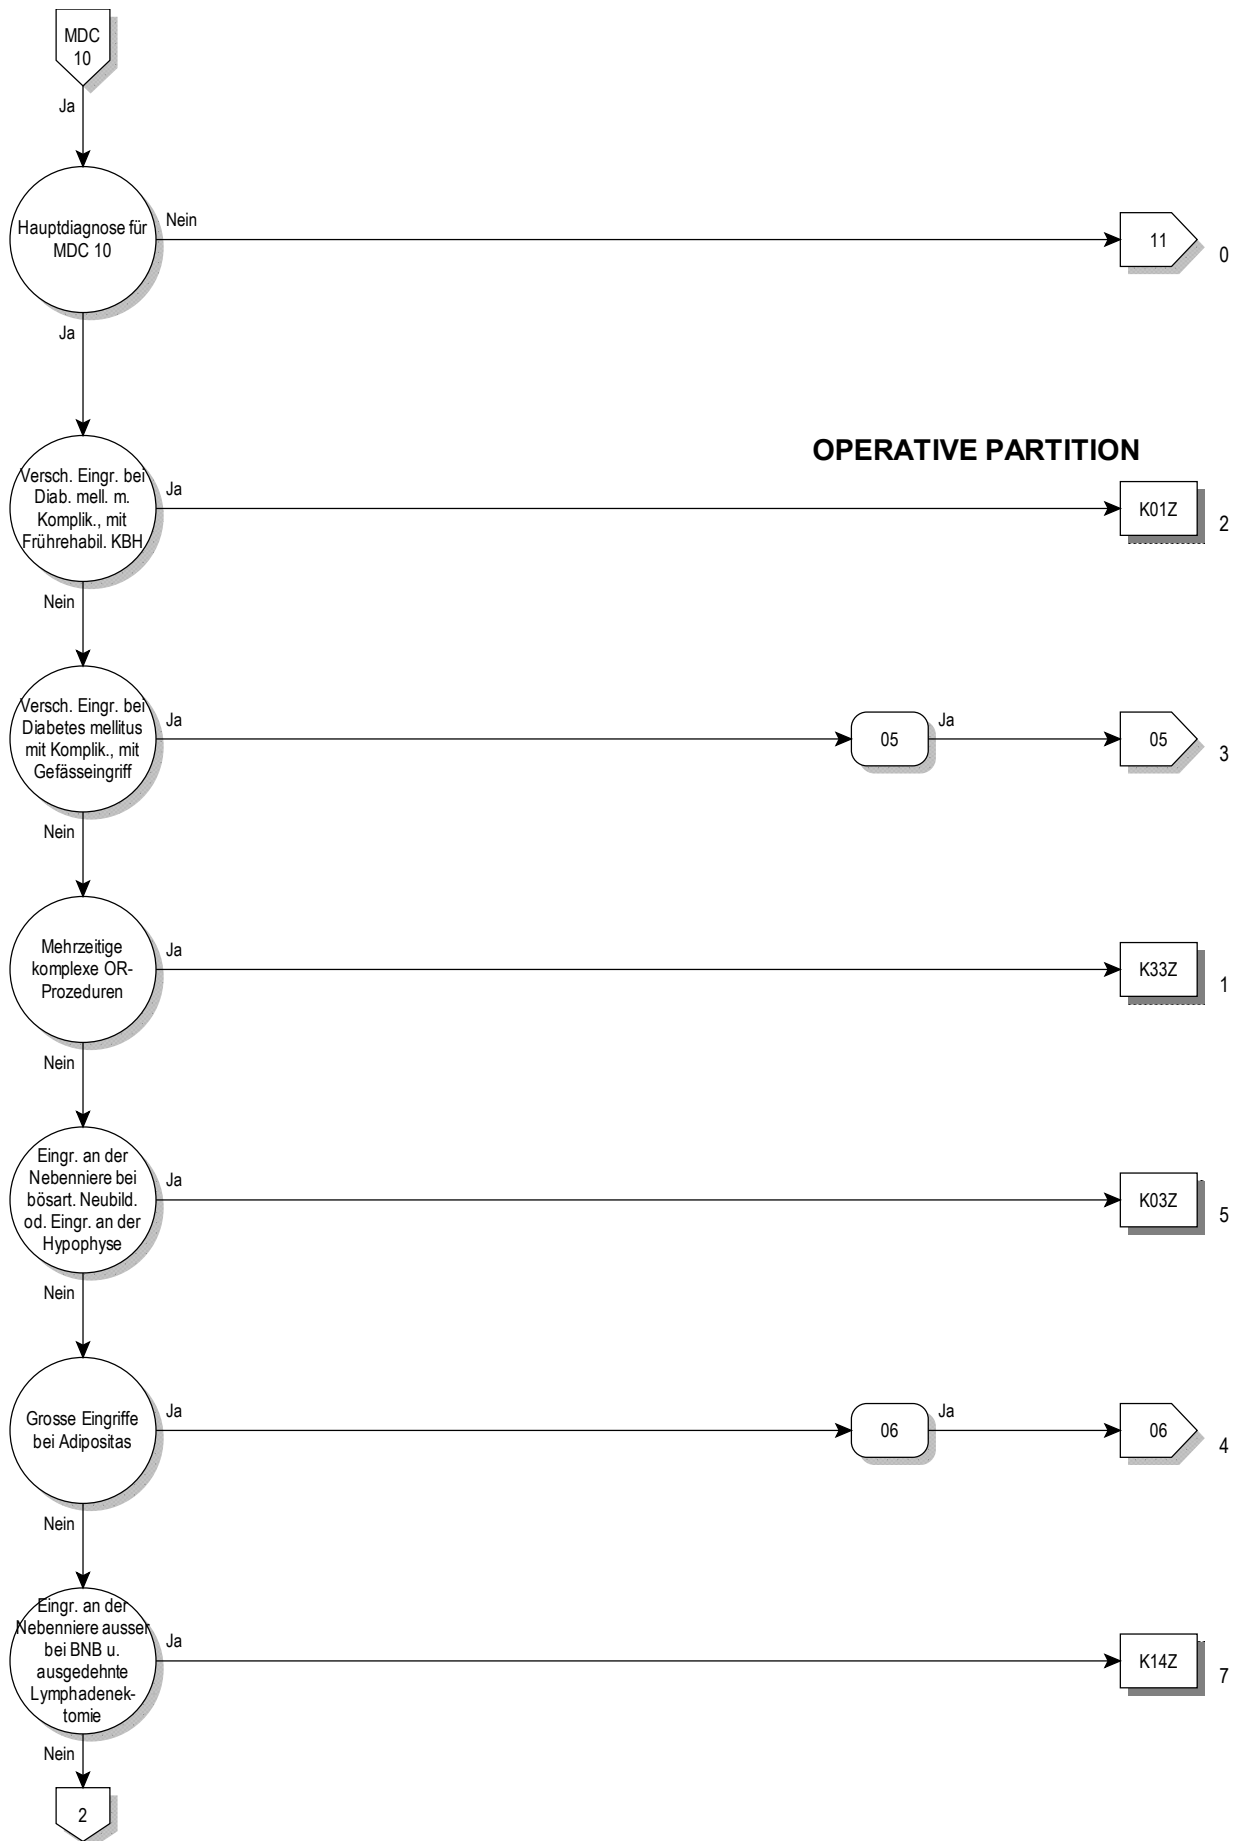 MDC
10
Ja
Hauptdiagnose für
MDC 10
Nein
11
0
Ja
OPERATIVE PARTITION
Versch. Eingr. bei
Diab. mell. m.
Komplik., mit
Frührehabil. KBH
Ja
K01Z
2
Nein
Versch. Eingr. bei
Diabetes mellitus
mit Komplik., mit
Gefässeingriff
Ja
05
Ja
05
3
Nein
Mehrzeitige
komplexe OR-
Prozeduren
Ja
K33Z
1
Nein
Eingr. an der
Nebenniere bei
bösart. Neubild.
od. Eingr. an der
Hypophyse
Ja
K03Z
5
Nein
Grosse Eingriffe
bei Adipositas
Ja
06
Ja
06
4
Nein
Eingr. an der
Nebenniere ausser
bei BNB u.
ausgedehnte
Lymphadenek-
tomie
Ja
K14Z
7
Nein
2